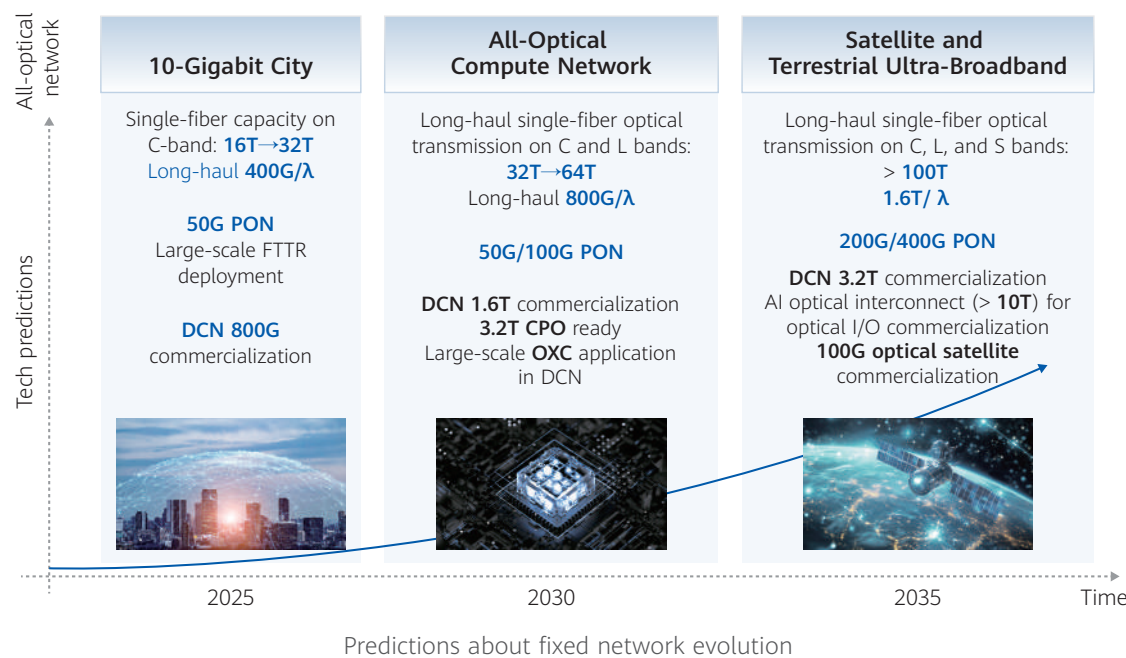 All-optical
network
Tech predictions
10-Gigabit City
Single-fiber capacity on
C-band: 16T→32T
Long-haul 400G/λ
50G PON
Large-scale FTTR
deployment
DCN 800G
commercialization
All-Optical
Compute Network
Long-haul single-fiber optical
transmission on C and L bands:
32T→64T
Long-haul 800G/λ
50G/100G PON
DCN 1.6T commercialization
3.2T CPO ready
Large-scale OXC application
in DCN
Satellite and
Terrestrial Ultra-Broadband
Long-haul single-fiber optical
transmission on C, L, and S bands:
> 100T
1.6T/ λ
200G/400G PON
DCN 3.2T commercialization
AI optical interconnect (> 10T) for
optical I/O commercialization
100G optical satellite
commercialization
2025
2030
2035
Time
Predictions about fixed network evolution